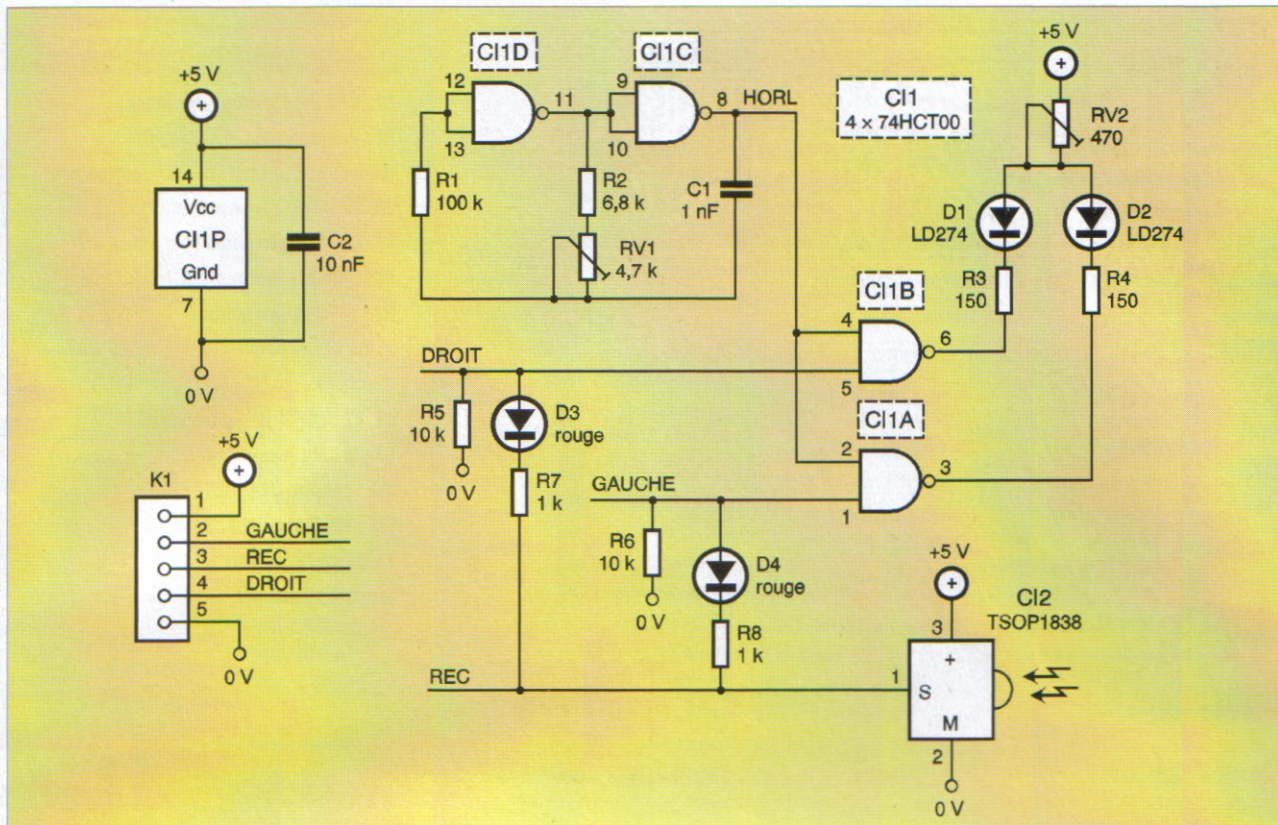 +5 V
14
Vcc
CI1P
Gnd
7
C2
10 nF
0 V
CI1D
12
13
11
R1
100 k
R2
6,8 k
RV1
4,7 k
CI1C
9
10
8
HORL
C1
1 nF
CI1
4 × 74HCT00
+5 V
RV2
470
D1
LD274
D2
LD274
R3
150
R4
150
CI1B
4
5
6
DROIT
R5
10 k
0 V
D3
rouge
R7
1 k
CI1A
2
1
3
GAUCHE
R6
10 k
0 V
D4
rouge
R8
1 k
REC
K1
+5 V
1
2
GAUCHE
3
REC
4
DROIT
5
0 V
+5 V
CI2
TSOP1838
3
+
1
S
M
2
0 V